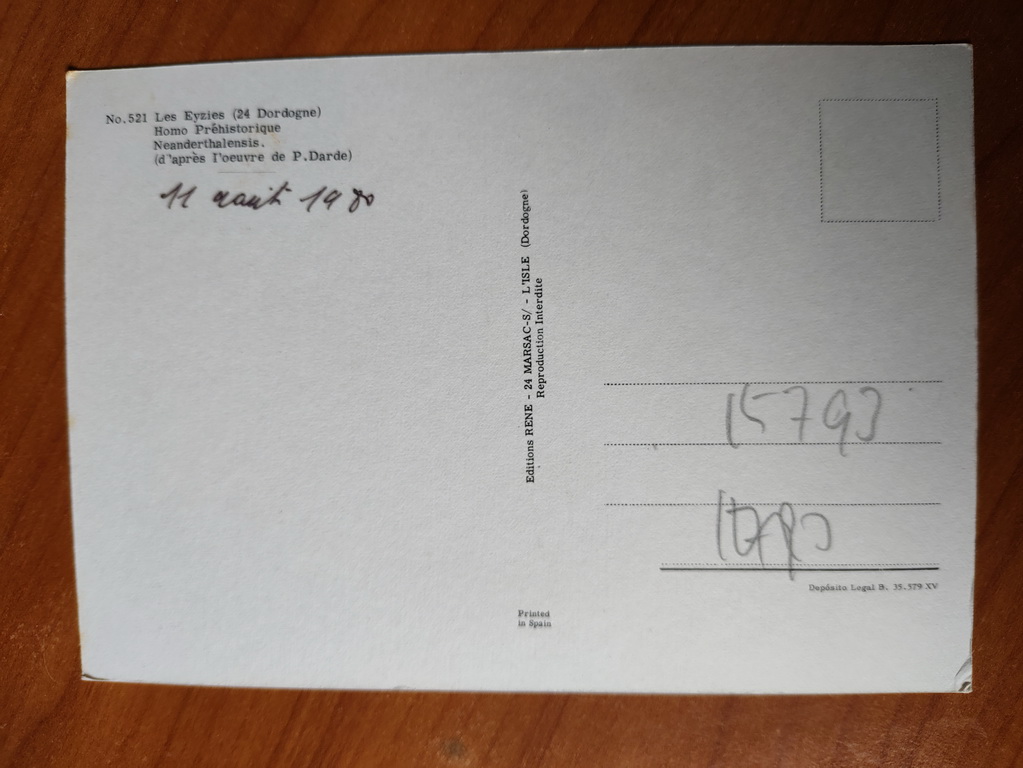 No.521 Les Eyzies (24 Dordogne)
Homo Préhistorique
Neanderthalensis.
(d'après l'oeuvre de P.Darde)
11 août 1980
Editions RENE - 24 MARSAC-S/ - L'ISLE (Dordogne)
Reproduction Interdite
15793
Depósito Legal B. 35.579 XV
Printed
in Spain